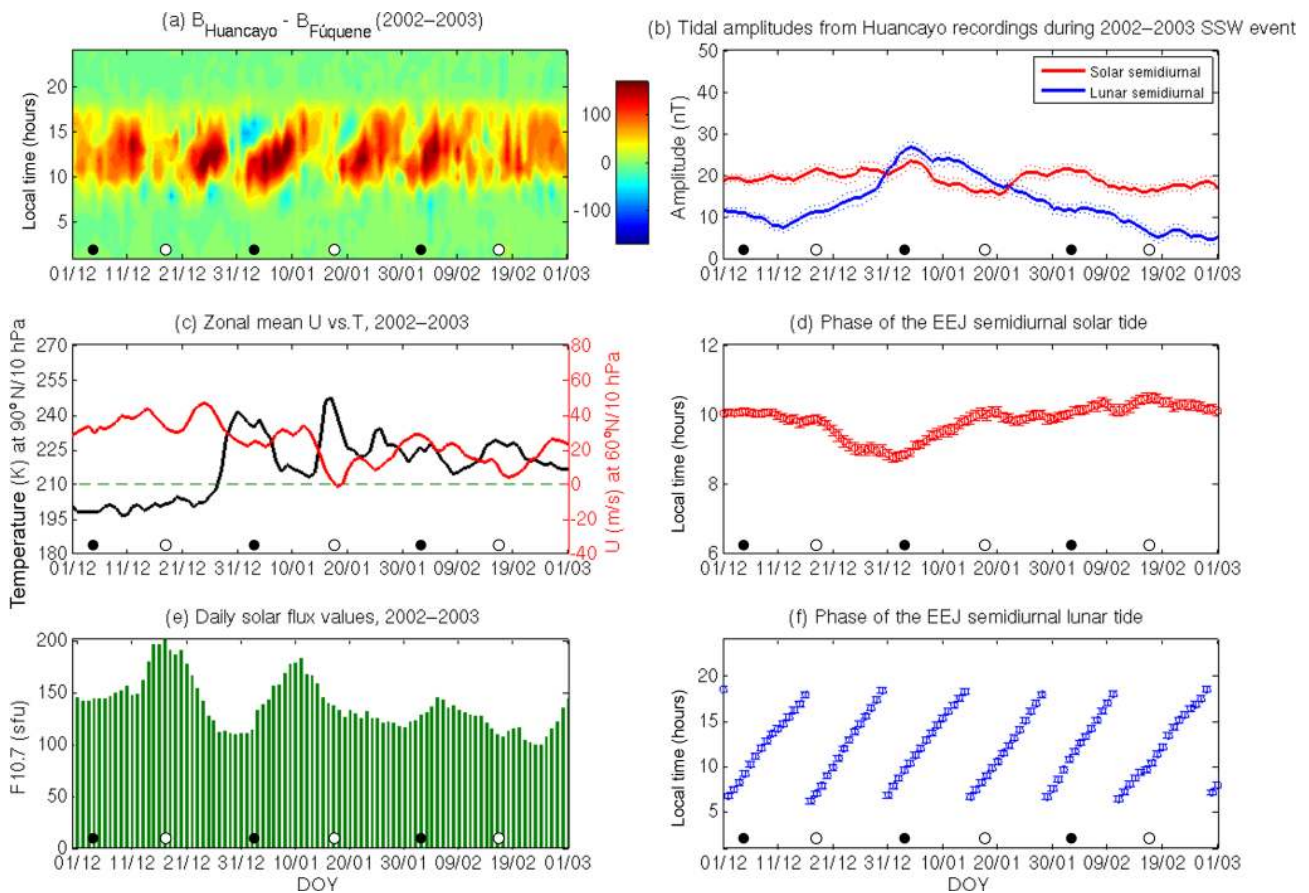 (a) B Huancayo - B Fúquene (2002–2003)
Local time (hours)
20
15
10
5
01/12 11/12 21/12 31/12 10/01 20/01 30/01 09/02 19/02 01/03
100
0
-100
(b) Tidal amplitudes from Huancayo recordings during 2002–2003 SSW event
Amplitude (nT)
50
40
30
20
10
0
Solar semidiurnal
Lunar semidiurnal
01/12 11/12 21/12 31/12 10/01 20/01 30/01 09/02 19/02 01/03
(c) Zonal mean U vs.T, 2002–2003
Temperature (K) at 90° N/10 hPa
270
255
240
225
210
195
180
80
60
40
20
0
-20
-40
U (m/s) at 60°N/10 hPa
01/12 11/12 21/12 31/12 10/01 20/01 30/01 09/02 19/02 01/03
(d) Phase of the EEJ semidiurnal solar tide
Local time (hours)
12
10
8
6
01/12 11/12 21/12 31/12 10/01 20/01 30/01 09/02 19/02 01/03
(e) Daily solar flux values, 2002–2003
F10.7 (sfu)
200
150
100
50
0
01/12 11/12 21/12 31/12 10/01 20/01 30/01 09/02 19/02 01/03
DOY
(f) Phase of the EEJ semidiurnal lunar tide
Local time (hours)
20
15
10
5
01/12 11/12 21/12 31/12 10/01 20/01 30/01 09/02 19/02 01/03
DOY